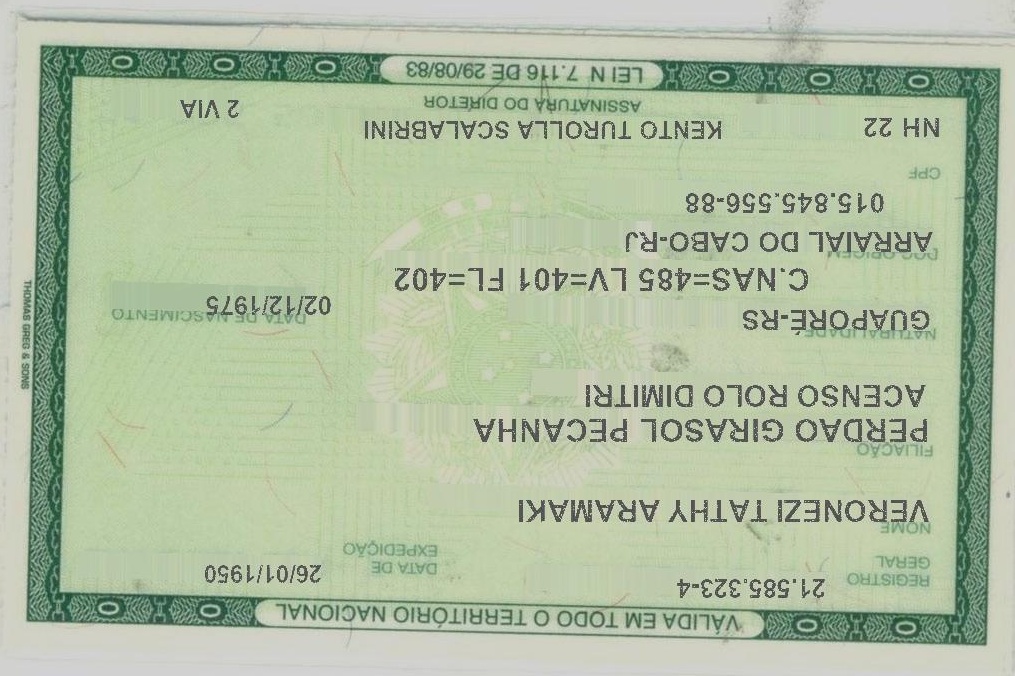 VÁLIDA EM TODO O TERRITÓRIO NACIONAL
REGISTRO GERAL 21.585.323-4 DATA DE EXPEDIÇÃO 26/01/1950
NOME
VERONEZI TATHY ARAMAKI
FILIAÇÃO
PERDAO GIRASOL PECANHA
ACENSO ROLO DIMITRI
NATURALIDADE DATA DE NASCIMENTO
GUAPORÉ-RS 02/12/1975
C.NAS=485 LV=401 FL=402
DOC ORIGEM
ARRAIAL DO CABO-RJ
015.845.556-88
CPF
NH 22 KENTO TUROLLA SCALABRINI 2 VIA
ASSINATURA DO DIRETOR
LEI N 7.116 DE 29/08/83
THOMAS GREG & SONS